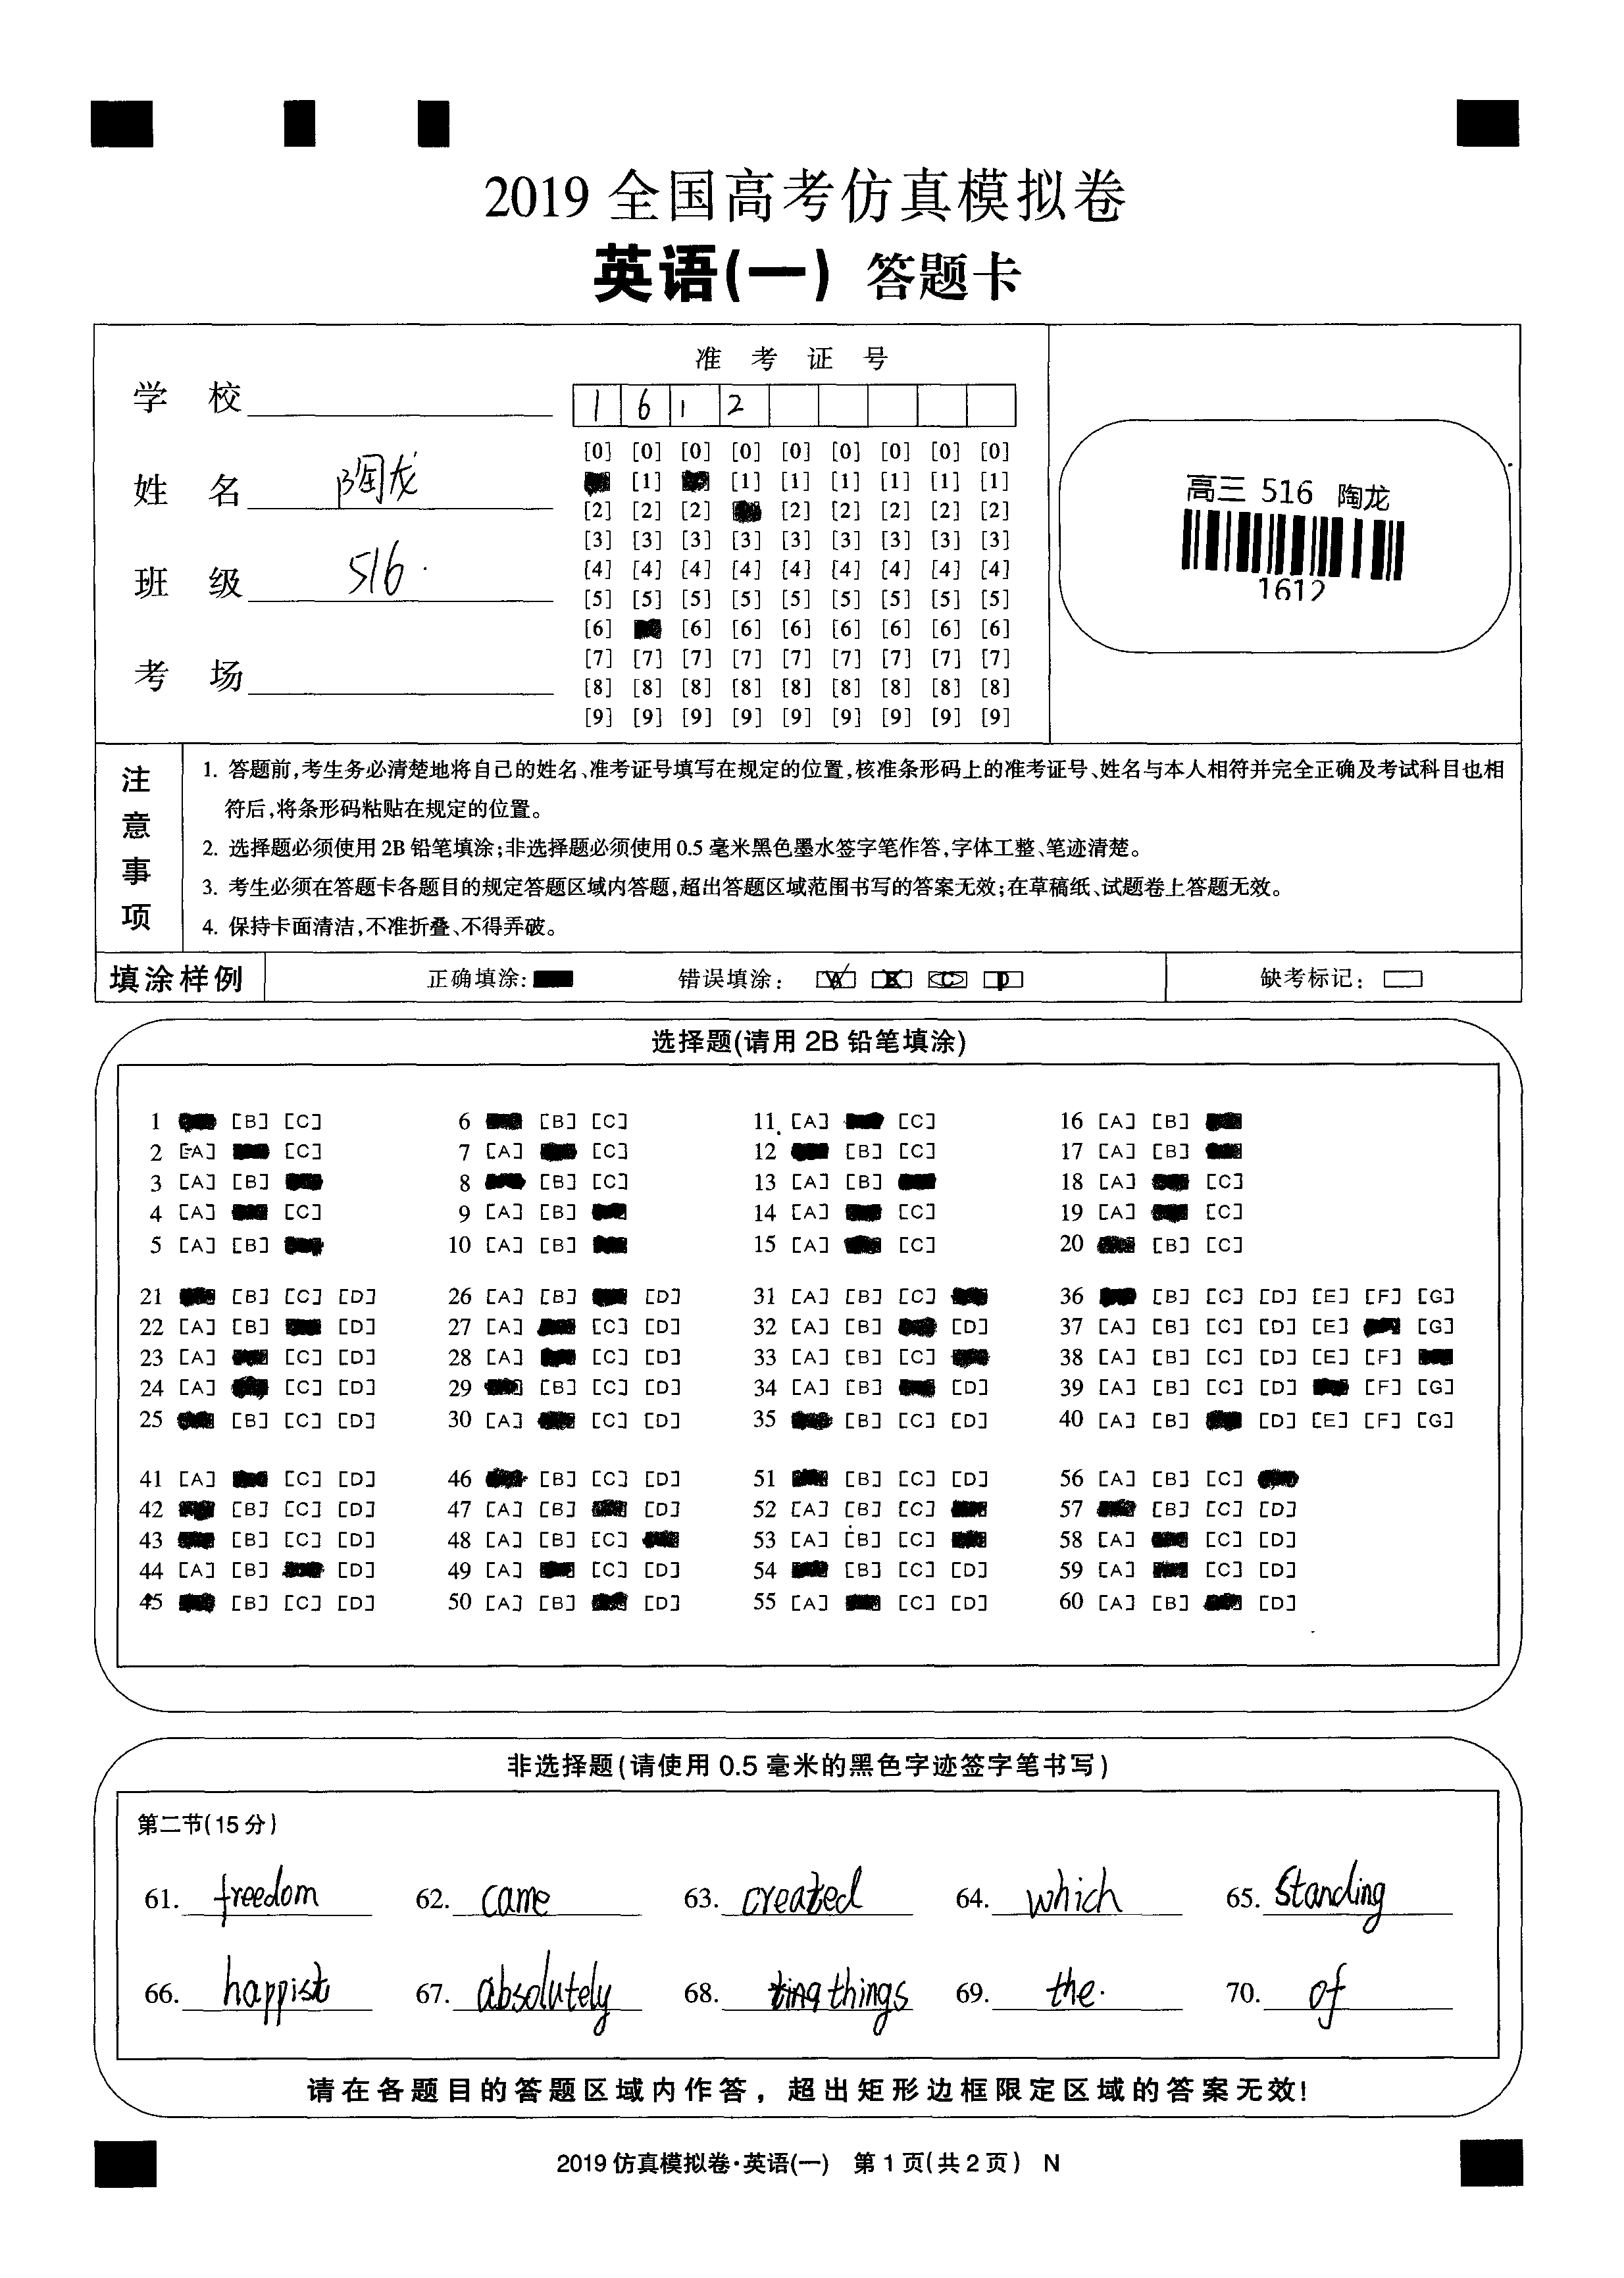 2019 全国高考仿真模拟卷
英语(一) 答题卡
准 考 证 号
学 校
1 6 1 2
姓 名 陶龙
班 级 516
考 场
[0] [0] [0] [0] [0] [0] [0] [0] [0]
[1] [1] [1] [1] [1] [1] [1]
[2] [2] [2] [2] [2] [2] [2] [2]
[3] [3] [3] [3] [3] [3] [3] [3] [3]
[4] [4] [4] [4] [4] [4] [4] [4] [4]
[5] [5] [5] [5] [5] [5] [5] [5] [5]
[6] [6] [6] [6] [6] [6] [6] [6]
[7] [7] [7] [7] [7] [7] [7] [7] [7]
[8] [8] [8] [8] [8] [8] [8] [8] [8]
[9] [9] [9] [9] [9] [9] [9] [9] [9]
高三 516 陶龙
1612
注意事项
1. 答题前,考生务必清楚地将自己的姓名、准考证号填写在规定的位置,核准条形码上的准考证号、姓名与本人相符并完全正确及考试科目也相
符后,将条形码粘贴在规定的位置。
2. 选择题必须使用 2B 铅笔填涂;非选择题必须使用 0.5 毫米黑色墨水签字笔作答,字体工整、笔迹清楚。
3. 考生必须在答题卡各题目的规定答题区域内答题,超出答题区域范围书写的答案无效;在草稿纸、试题卷上答题无效。
4. 保持卡面清洁,不准折叠、不得弄破。
填涂样例 正确填涂: 错误填涂: A B C D 缺考标记:
选择题(请用 2B 铅笔填涂)
1 [B] [C] 6 [B] [C] 11 [A] [C] 16 [A] [B]
2 [A] [C] 7 [A] [C] 12 [B] [C] 17 [A] [B]
3 [A] [B] 8 [B] [C] 13 [A] [B] 18 [A] [C]
4 [A] [C] 9 [A] [B] 14 [A] [C] 19 [A] [C]
5 [A] [B] 10 [A] [B] 15 [A] [C] 20 [B] [C]
21 [B] [C] [D] 26 [A] [B] [D] 31 [A] [B] [C] 36 [B] [C] [D] [E] [F] [G]
22 [A] [B] [D] 27 [A] [C] [D] 32 [A] [B] [D] 37 [A] [B] [C] [D] [E] [G]
23 [A] [C] [D] 28 [A] [C] [D] 33 [A] [B] [C] 38 [A] [B] [C] [D] [E] [F]
24 [A] [C] [D] 29 [B] [C] [D] 34 [A] [B] [D] 39 [A] [B] [C] [D] [F] [G]
25 [B] [C] [D] 30 [A] [C] [D] 35 [B] [C] [D] 40 [A] [B] [D] [E] [F] [G]
41 [A] [C] [D] 46 [B] [C] [D] 51 [B] [C] [D] 56 [A] [B] [C]
42 [B] [C] [D] 47 [A] [B] [D] 52 [A] [B] [C] 57 [B] [C] [D]
43 [B] [C] [D] 48 [A] [B] [C] 53 [A] [B] [C] 58 [A] [C] [D]
44 [A] [B] [D] 49 [A] [C] [D] 54 [B] [C] [D] 59 [A] [C] [D]
45 [B] [C] [D] 50 [A] [B] [D] 55 [A] [C] [D] 60 [A] [B] [D]
非选择题(请使用 0.5 毫米的黑色字迹签字笔书写)
第二节(15 分)
61. freedom 62. came 63. created 64. which 65. standing
66. happist 67. absolutely 68. things 69. the. 70. of
请在各题目的答题区域内作答，超出矩形边框限定区域的答案无效!
2019 仿真模拟卷·英语(一) 第 1 页(共 2 页) N